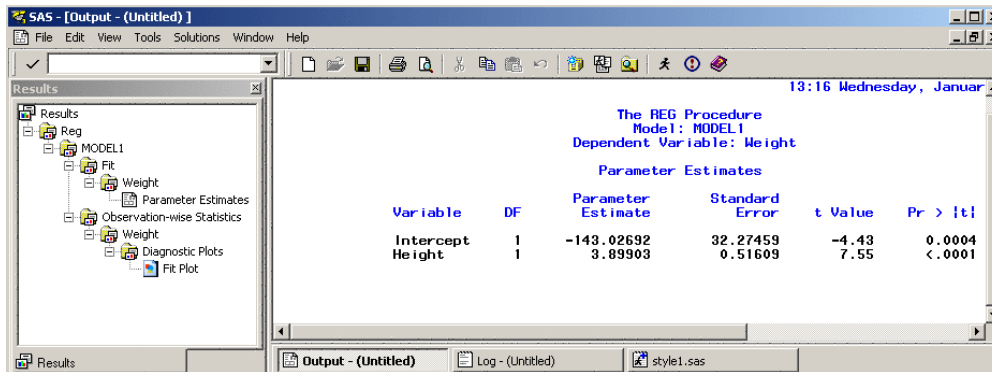 SAS - [Output - (Untitled) ]
File Edit View Tools Solutions Window Help
Results
Results
Reg
MODEL1
Fit
Weight
Parameter Estimates
Observation-wise Statistics
Weight
Diagnostic Plots
Fit Plot
Results
13:16 Wednesday, Januar
The REG Procedure
Model: MODEL1
Dependent Variable: Weight
Parameter Estimates
Parameter Standard
Variable DF Estimate Error t Value Pr > |t|
Intercept 1 -143.02692 32.27459 -4.43 0.0004
Height 1 3.89903 0.51609 7.55 <.0001
Output - (Untitled) Log - (Untitled) style1.sas